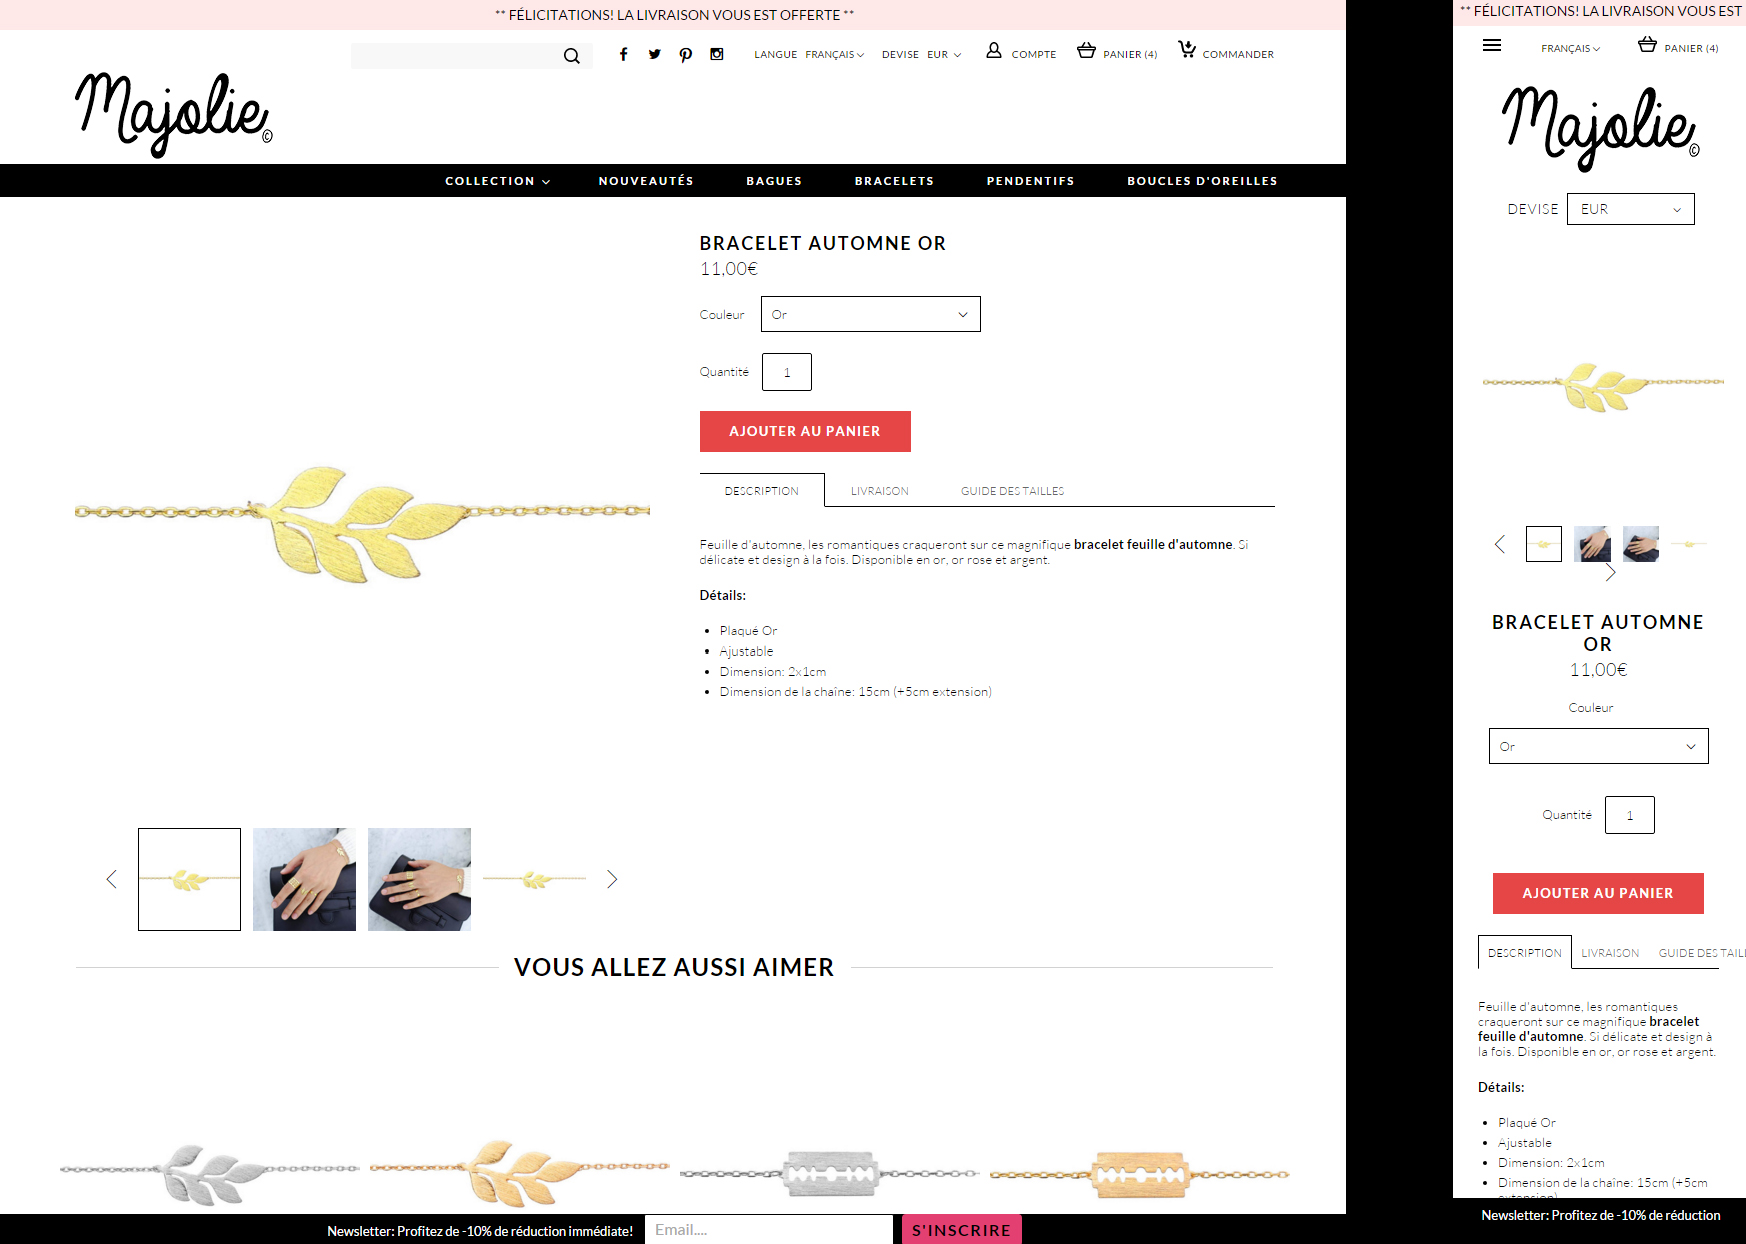 ** FÉLICITATIONS! LA LIVRAISON VOUS EST OFFERTE **
LANGUE FRANÇAIS DEVISE EUR COMPTE PANIER (4) COMMANDER
Majolie©
COLLECTION NOUVEAUTÉS BAGUES BRACELETS PENDENTIFS BOUCLES D'OREILLES
BRACELET AUTOMNE OR
11,00€
Couleur Or
Quantité 1
AJOUTER AU PANIER
DESCRIPTION LIVRAISON GUIDE DES TAILLES
Feuille d'automne, les romantiques craqueront sur ce magnifique bracelet feuille d'automne. Si
délicate et design à la fois. Disponible en or, or rose et argent.
Détails:
Plaqué Or
Ajustable
Dimension: 2x1cm
Dimension de la chaîne: 15cm (+5cm extension)
VOUS ALLEZ AUSSI AIMER
Newsletter: Profitez de -10% de réduction immédiate! Email.... S'INSCRIRE
** FÉLICITATIONS! LA LIVRAISON VOUS EST
FRANÇAIS PANIER (4)
Majolie©
DEVISE EUR
BRACELET AUTOMNE
OR
11,00€
Couleur
Or
Quantité 1
AJOUTER AU PANIER
DESCRIPTION LIVRAISON GUIDE DES TAILL
Feuille d'automne, les romantiques
craqueront sur ce magnifique bracelet
feuille d'automne. Si délicate et design à
la fois. Disponible en or, or rose et argent.
Détails:
Plaqué Or
Ajustable
Dimension: 2x1cm
Dimension de la chaîne: 15cm (+5cm
extension)
Newsletter: Profitez de -10% de réduction